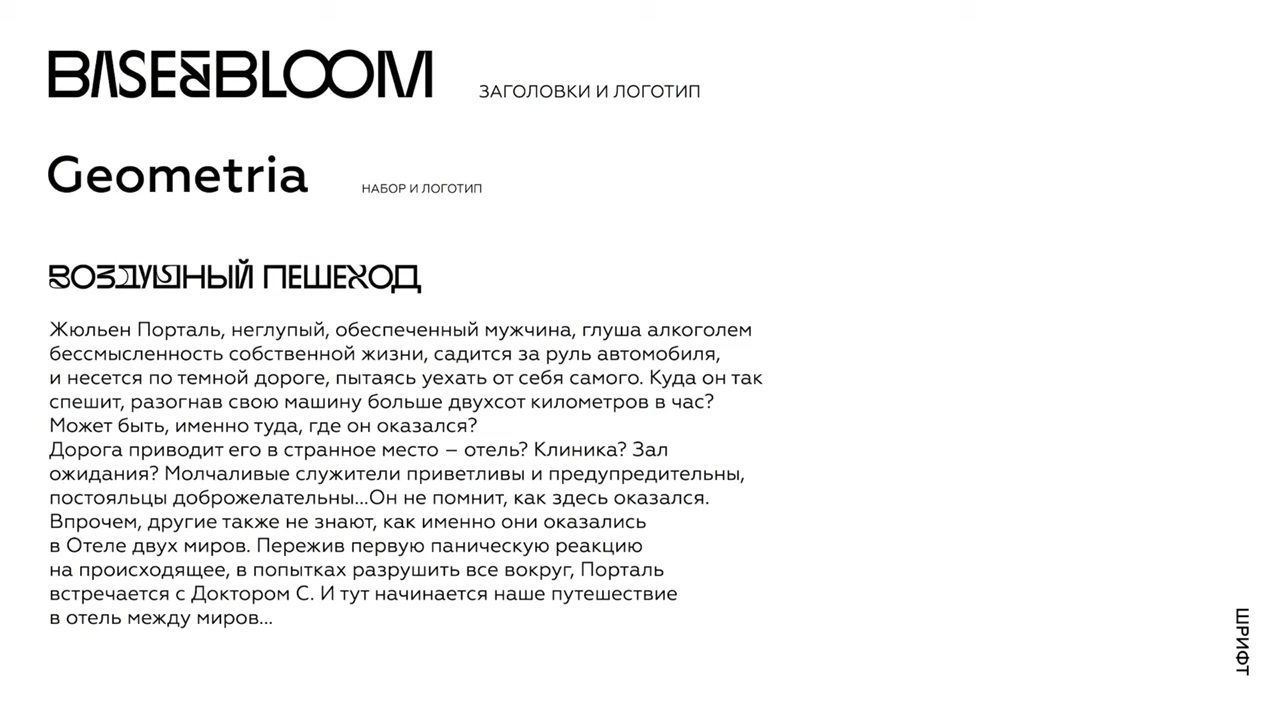 BASE&BLOOM
ЗАГОЛОВКИ И ЛОГОТИП
Geometria
НАБОР И ЛОГОТИП
ВОЗДУШНЫЙ ПЕШЕХОД
Жюльен Порталь, неглупый, обеспеченный мужчина, глуша алкоголем
бессмысленность собственной жизни, садится за руль автомобиля,
и несется по темной дороге, пытаясь уехать от себя самого. Куда он так
спешит, разогнав свою машину больше двухсот километров в час?
Может быть, именно туда, где он оказался?
Дорога приводит его в странное место – отель? Клиника? Зал
ожидания? Молчаливые служители приветливы и предупредительны,
постояльцы доброжелательны...Он не помнит, как здесь оказался.
Впрочем, другие также не знают, как именно они оказались
в Отеле двух миров. Пережив первую паническую реакцию
на происходящее, в попытках разрушить все вокруг, Порталь
встречается с Доктором С. И тут начинается наше путешествие
в отель между миров...
ШРИФТ